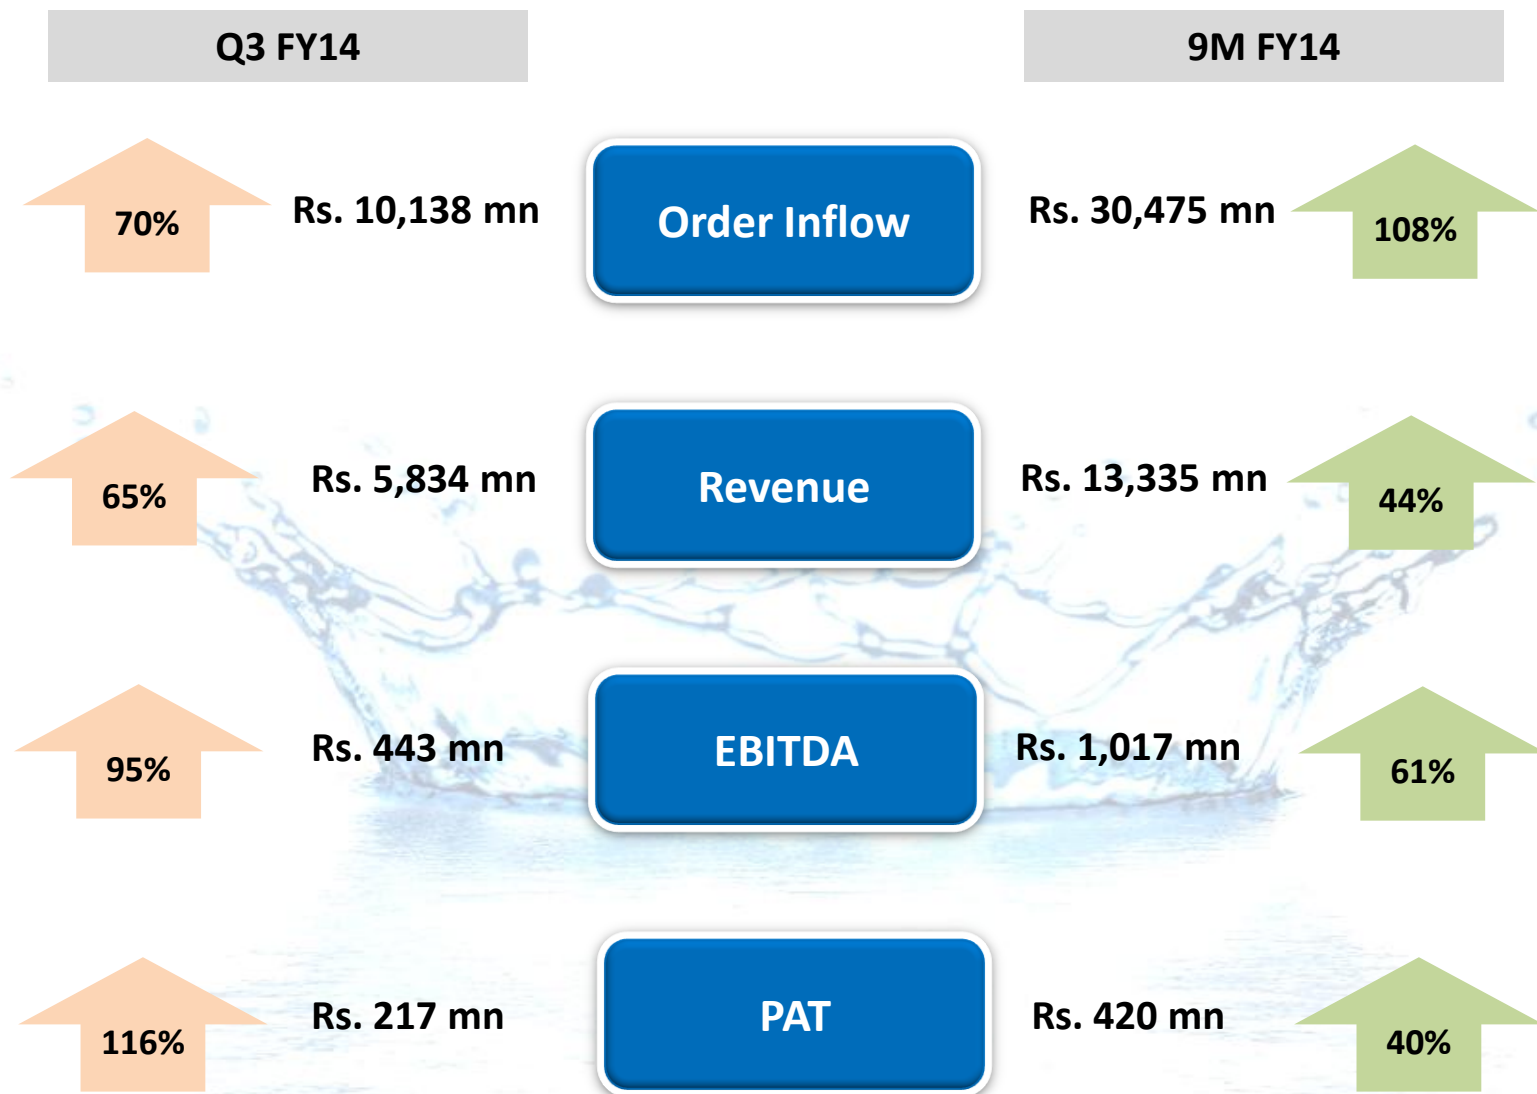 Q3 FY14
9M FY14
70%
Rs. 10,138 mn
Order Inflow
Rs. 30,475 mn
108%
65%
Rs. 5,834 mn
Revenue
Rs. 13,335 mn
44%
95%
Rs. 443 mn
EBITDA
Rs. 1,017 mn
61%
116%
Rs. 217 mn
PAT
Rs. 420 mn
40%